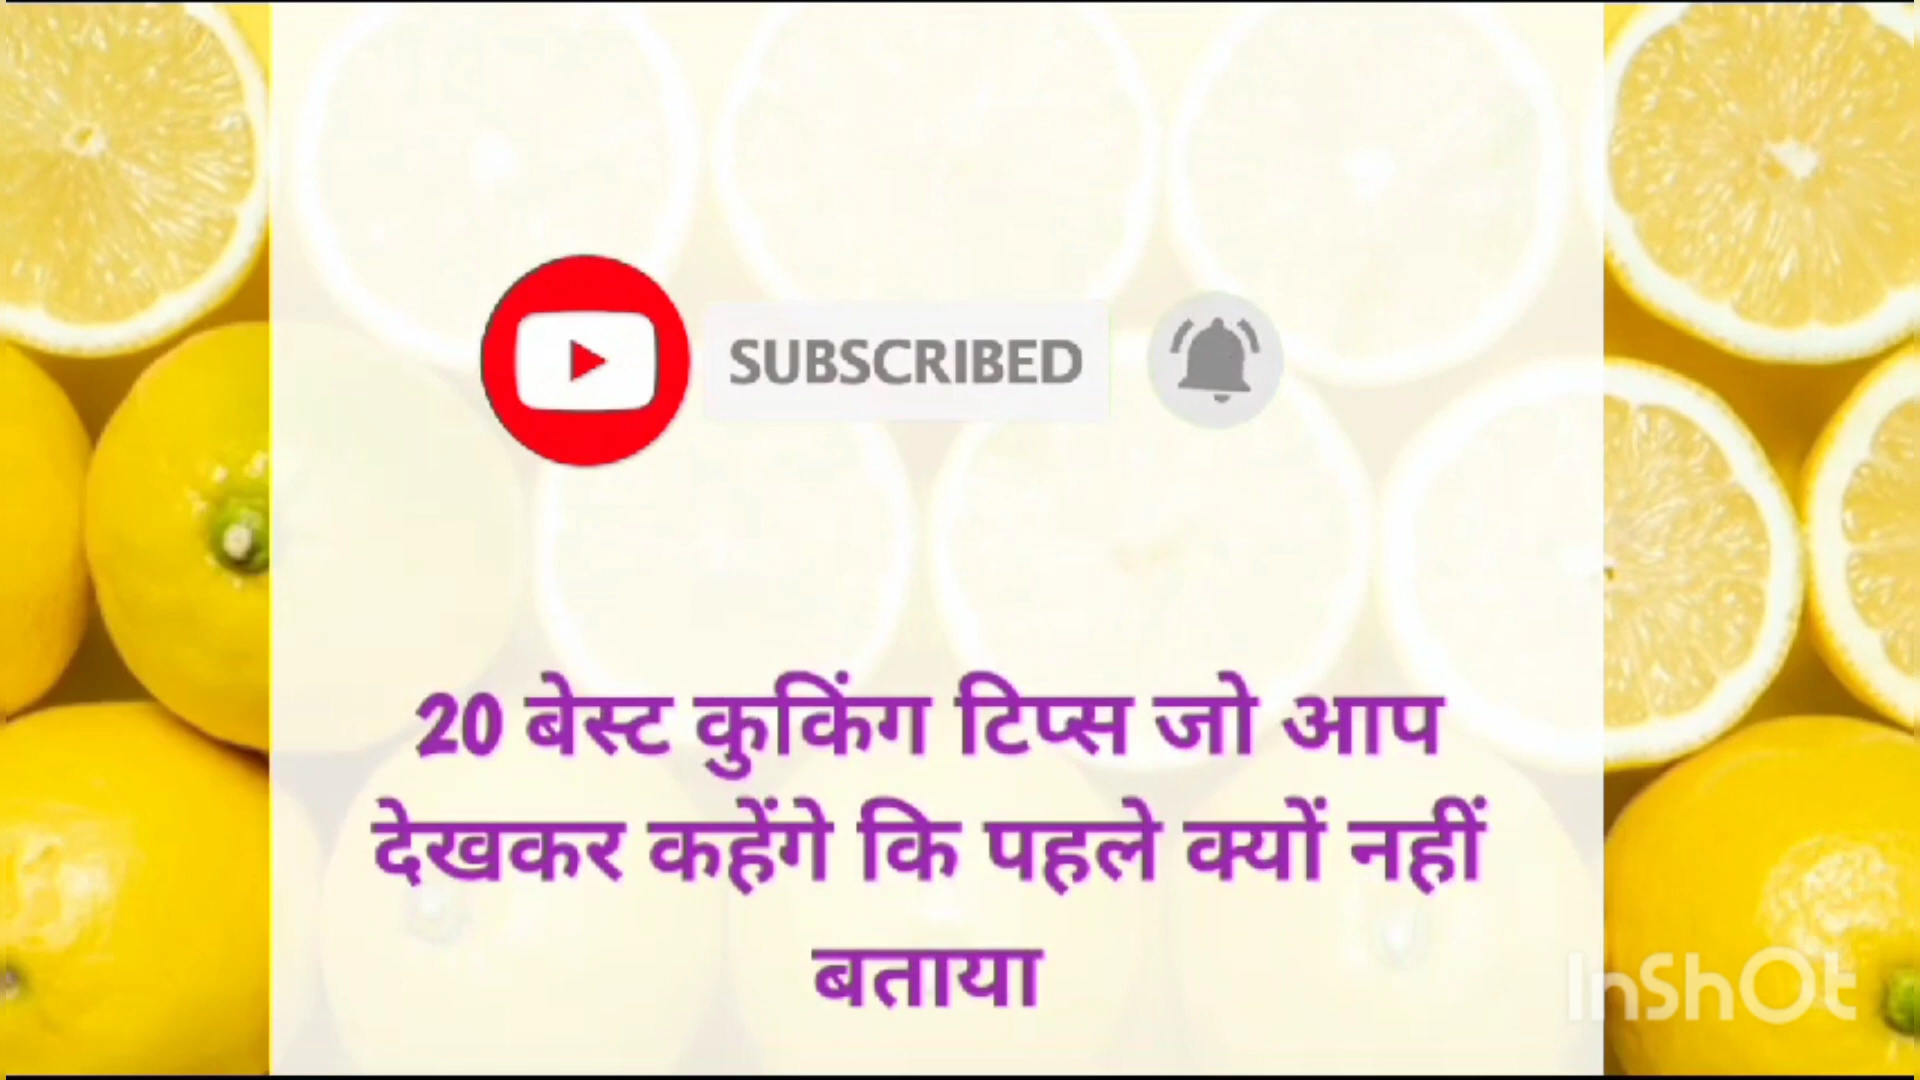 SUBSCRIBED
20 बेस्ट कुकिंग टिप्स जो आप
देखकर कहेंगे कि पहले क्यों नहीं
बताया
InShOt